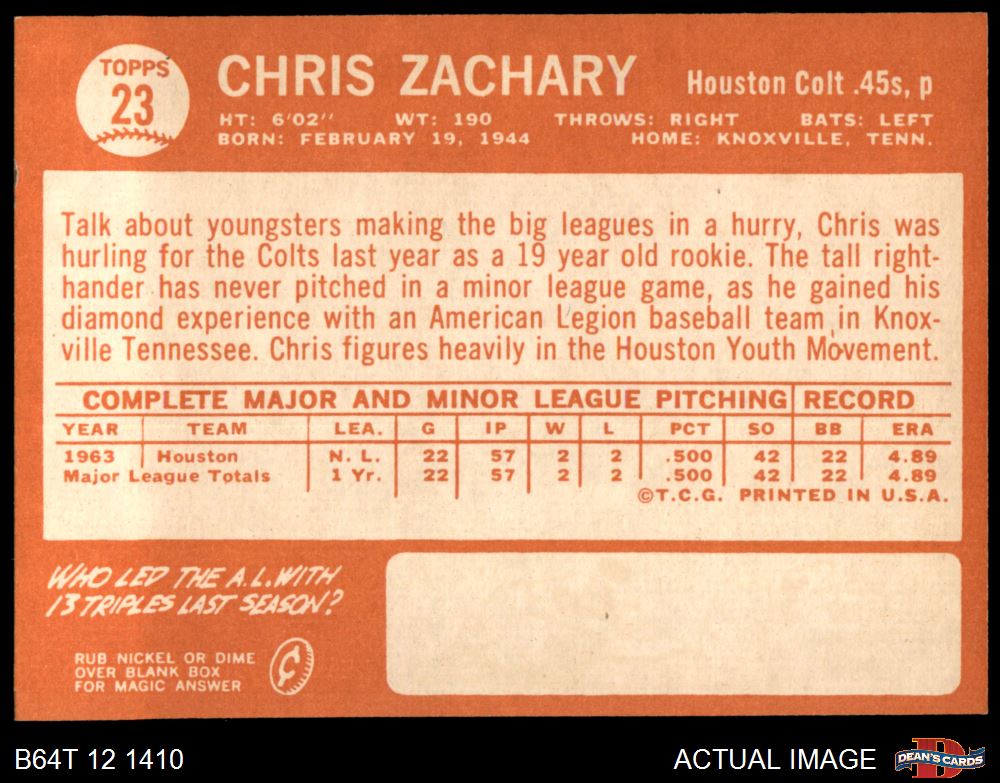 TOPPS
23
CHRIS ZACHARY
Houston Colt .45s, p
HT: 6'02'' WT: 190 THROWS: RIGHT BATS: LEFT
BORN: FEBRUARY 19, 1944 HOME: KNOXVILLE, TENN.
Talk about youngsters making the big leagues in a hurry, Chris was
hurling for the Colts last year as a 19 year old rookie. The tall right-
hander has never pitched in a minor league game, as he gained his
diamond experience with an American Legion baseball team in Knox-
ville Tennessee. Chris figures heavily in the Houston Youth Movement.
COMPLETE MAJOR AND MINOR LEAGUE PITCHING RECORD
YEAR TEAM LEA. G IP W L PCT SO BB ERA
1963 Houston N. L. 22 57 2 2 .500 42 22 4.89
Major League Totals 1 Yr. 22 57 2 2 .500 42 22 4.89
©T.C.G. PRINTED IN U.S.A.
WHO LED THE A.L. WITH
13 TRIPLES LAST SEASON?
RUB NICKEL OR DIME
OVER BLANK BOX
FOR MAGIC ANSWER
¢
B64T 12 1410
ACTUAL IMAGE
D
DEAN'S CARDS